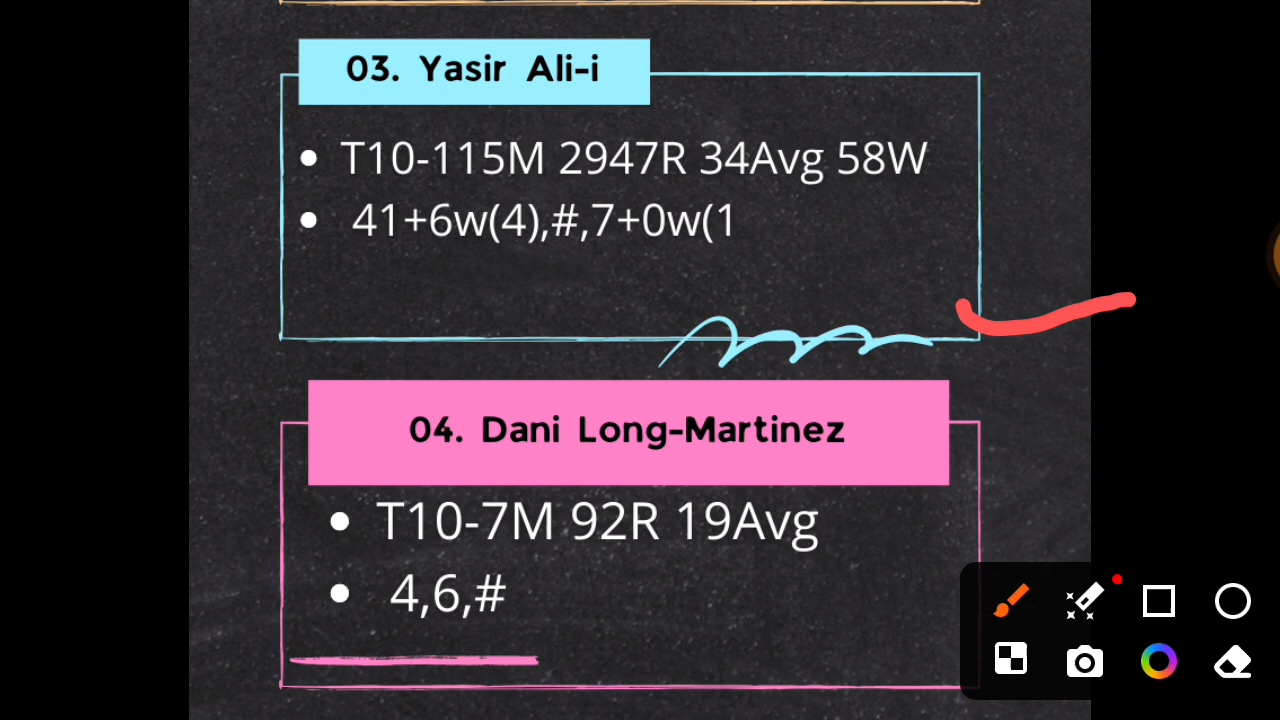 03. Yasir Ali-i
T10-115M 2947R 34Avg 58W
41+6w(4),#,7+0w(1
04. Dani Long-Martinez
T10-7M 92R 19Avg
4,6,#